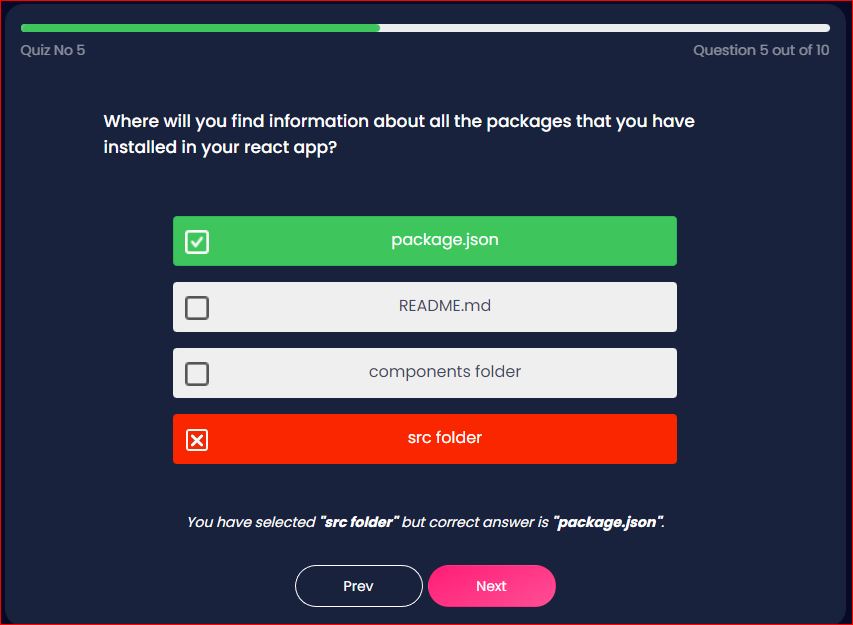 Quiz No 5
Question 5 out of 10
Where will you find information about all the packages that you have
installed in your react app?
package.json
README.md
components folder
src folder
You have selected "src folder" but correct answer is "package.json".
Prev
Next